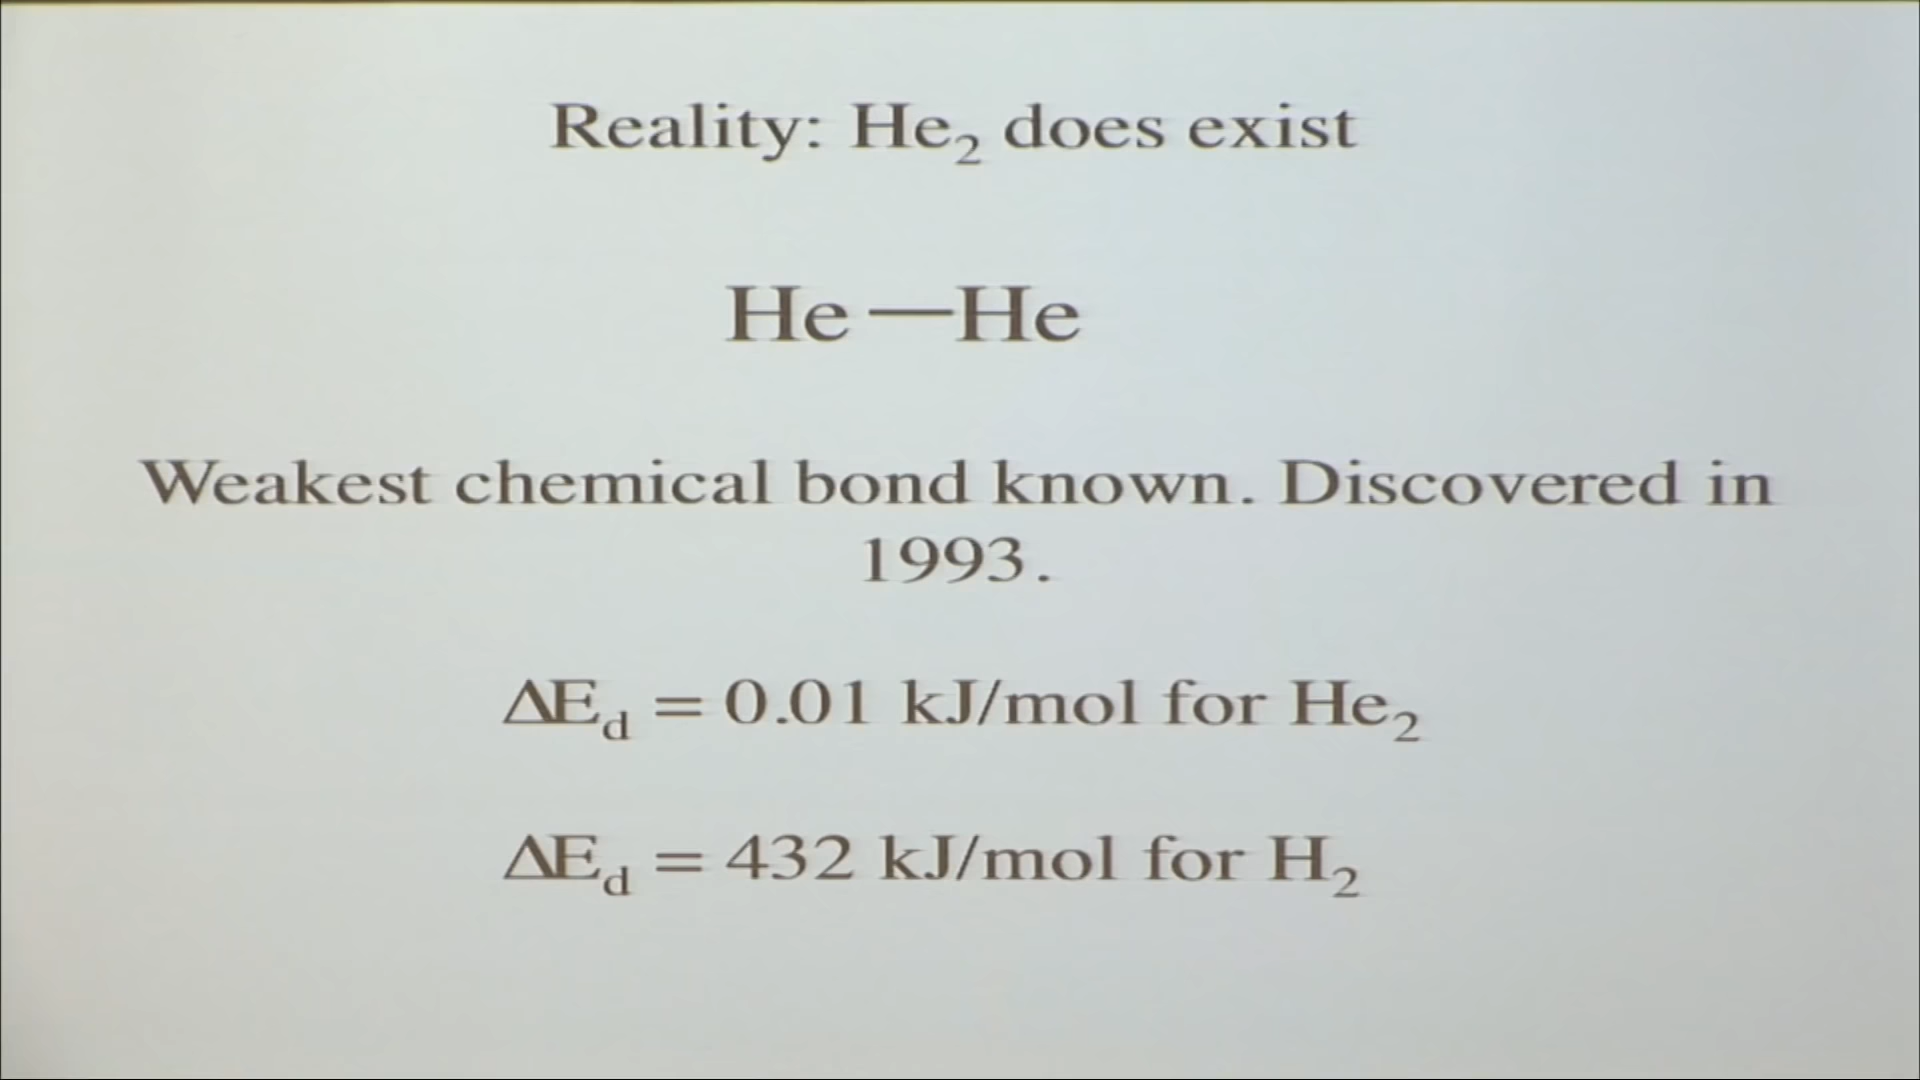 Reality: He₂ does exist
He—He
Weakest chemical bond known. Discovered in
1993.
ΔE_d = 0.01 kJ/mol for He₂
ΔE_d = 432 kJ/mol for H₂